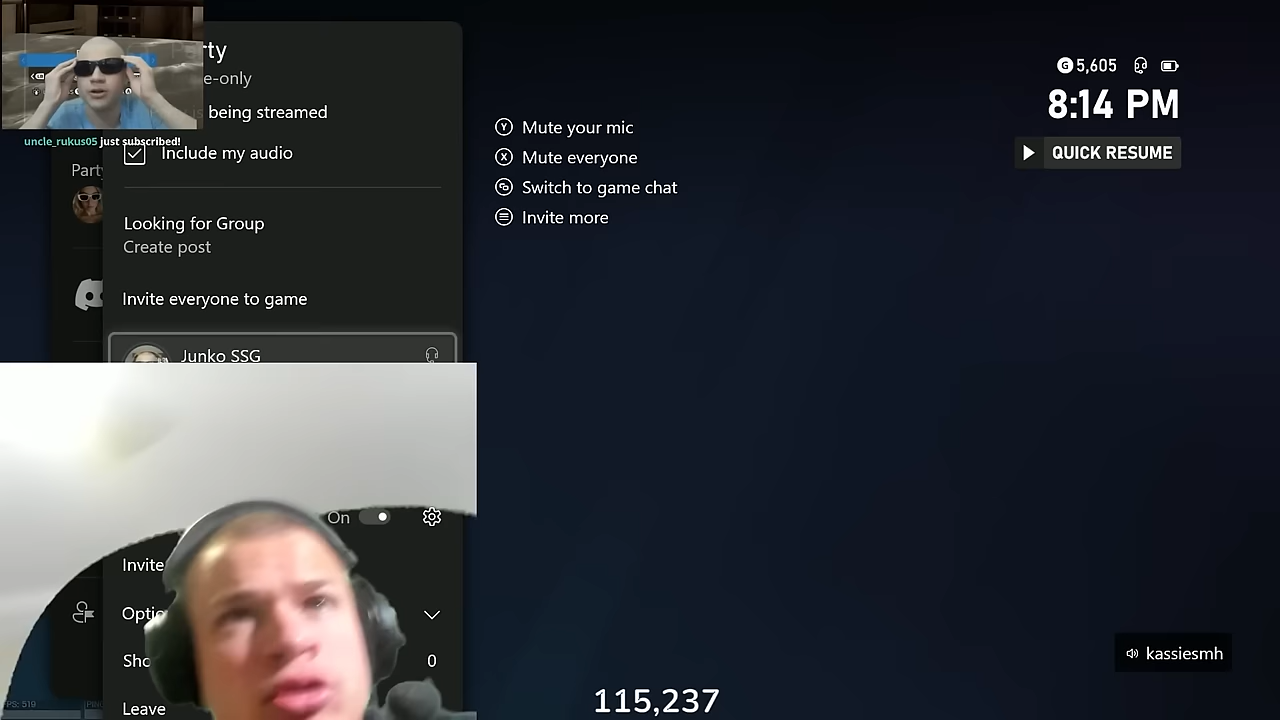 rty
e-only
being streamed
uncle_rukus05 just subscribed!
Include my audio
Party
Looking for Group
Create post
Invite everyone to game
Junko SSG
On
Invite
Optio
Sho
0
Leave
Mute your mic
Mute everyone
Switch to game chat
Invite more
G 5,605
8:14 PM
QUICK RESUME
kassiesmh
115,237